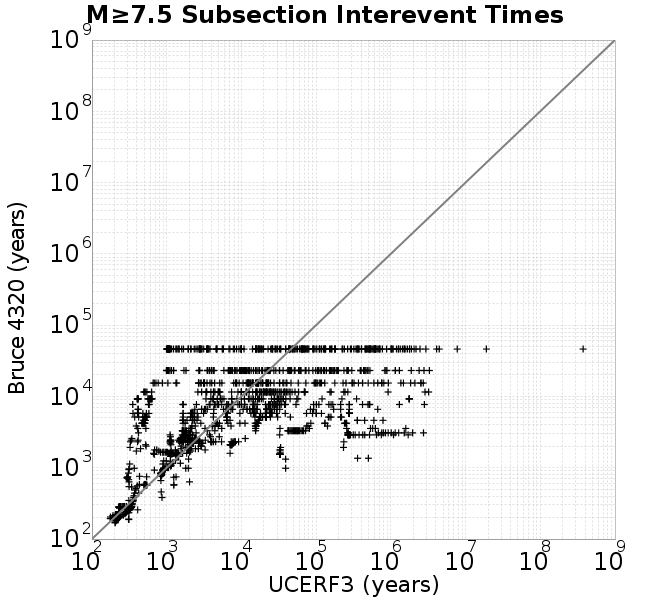 M≥7.5 Subsection Interevent Times
10^9
10^8
10^7
10^6
10^5
10^4
10^3
10^2
Bruce 4320 (years)
10^2 10^3 10^4 10^5 10^6 10^7 10^8 10^9
UCERF3 (years)